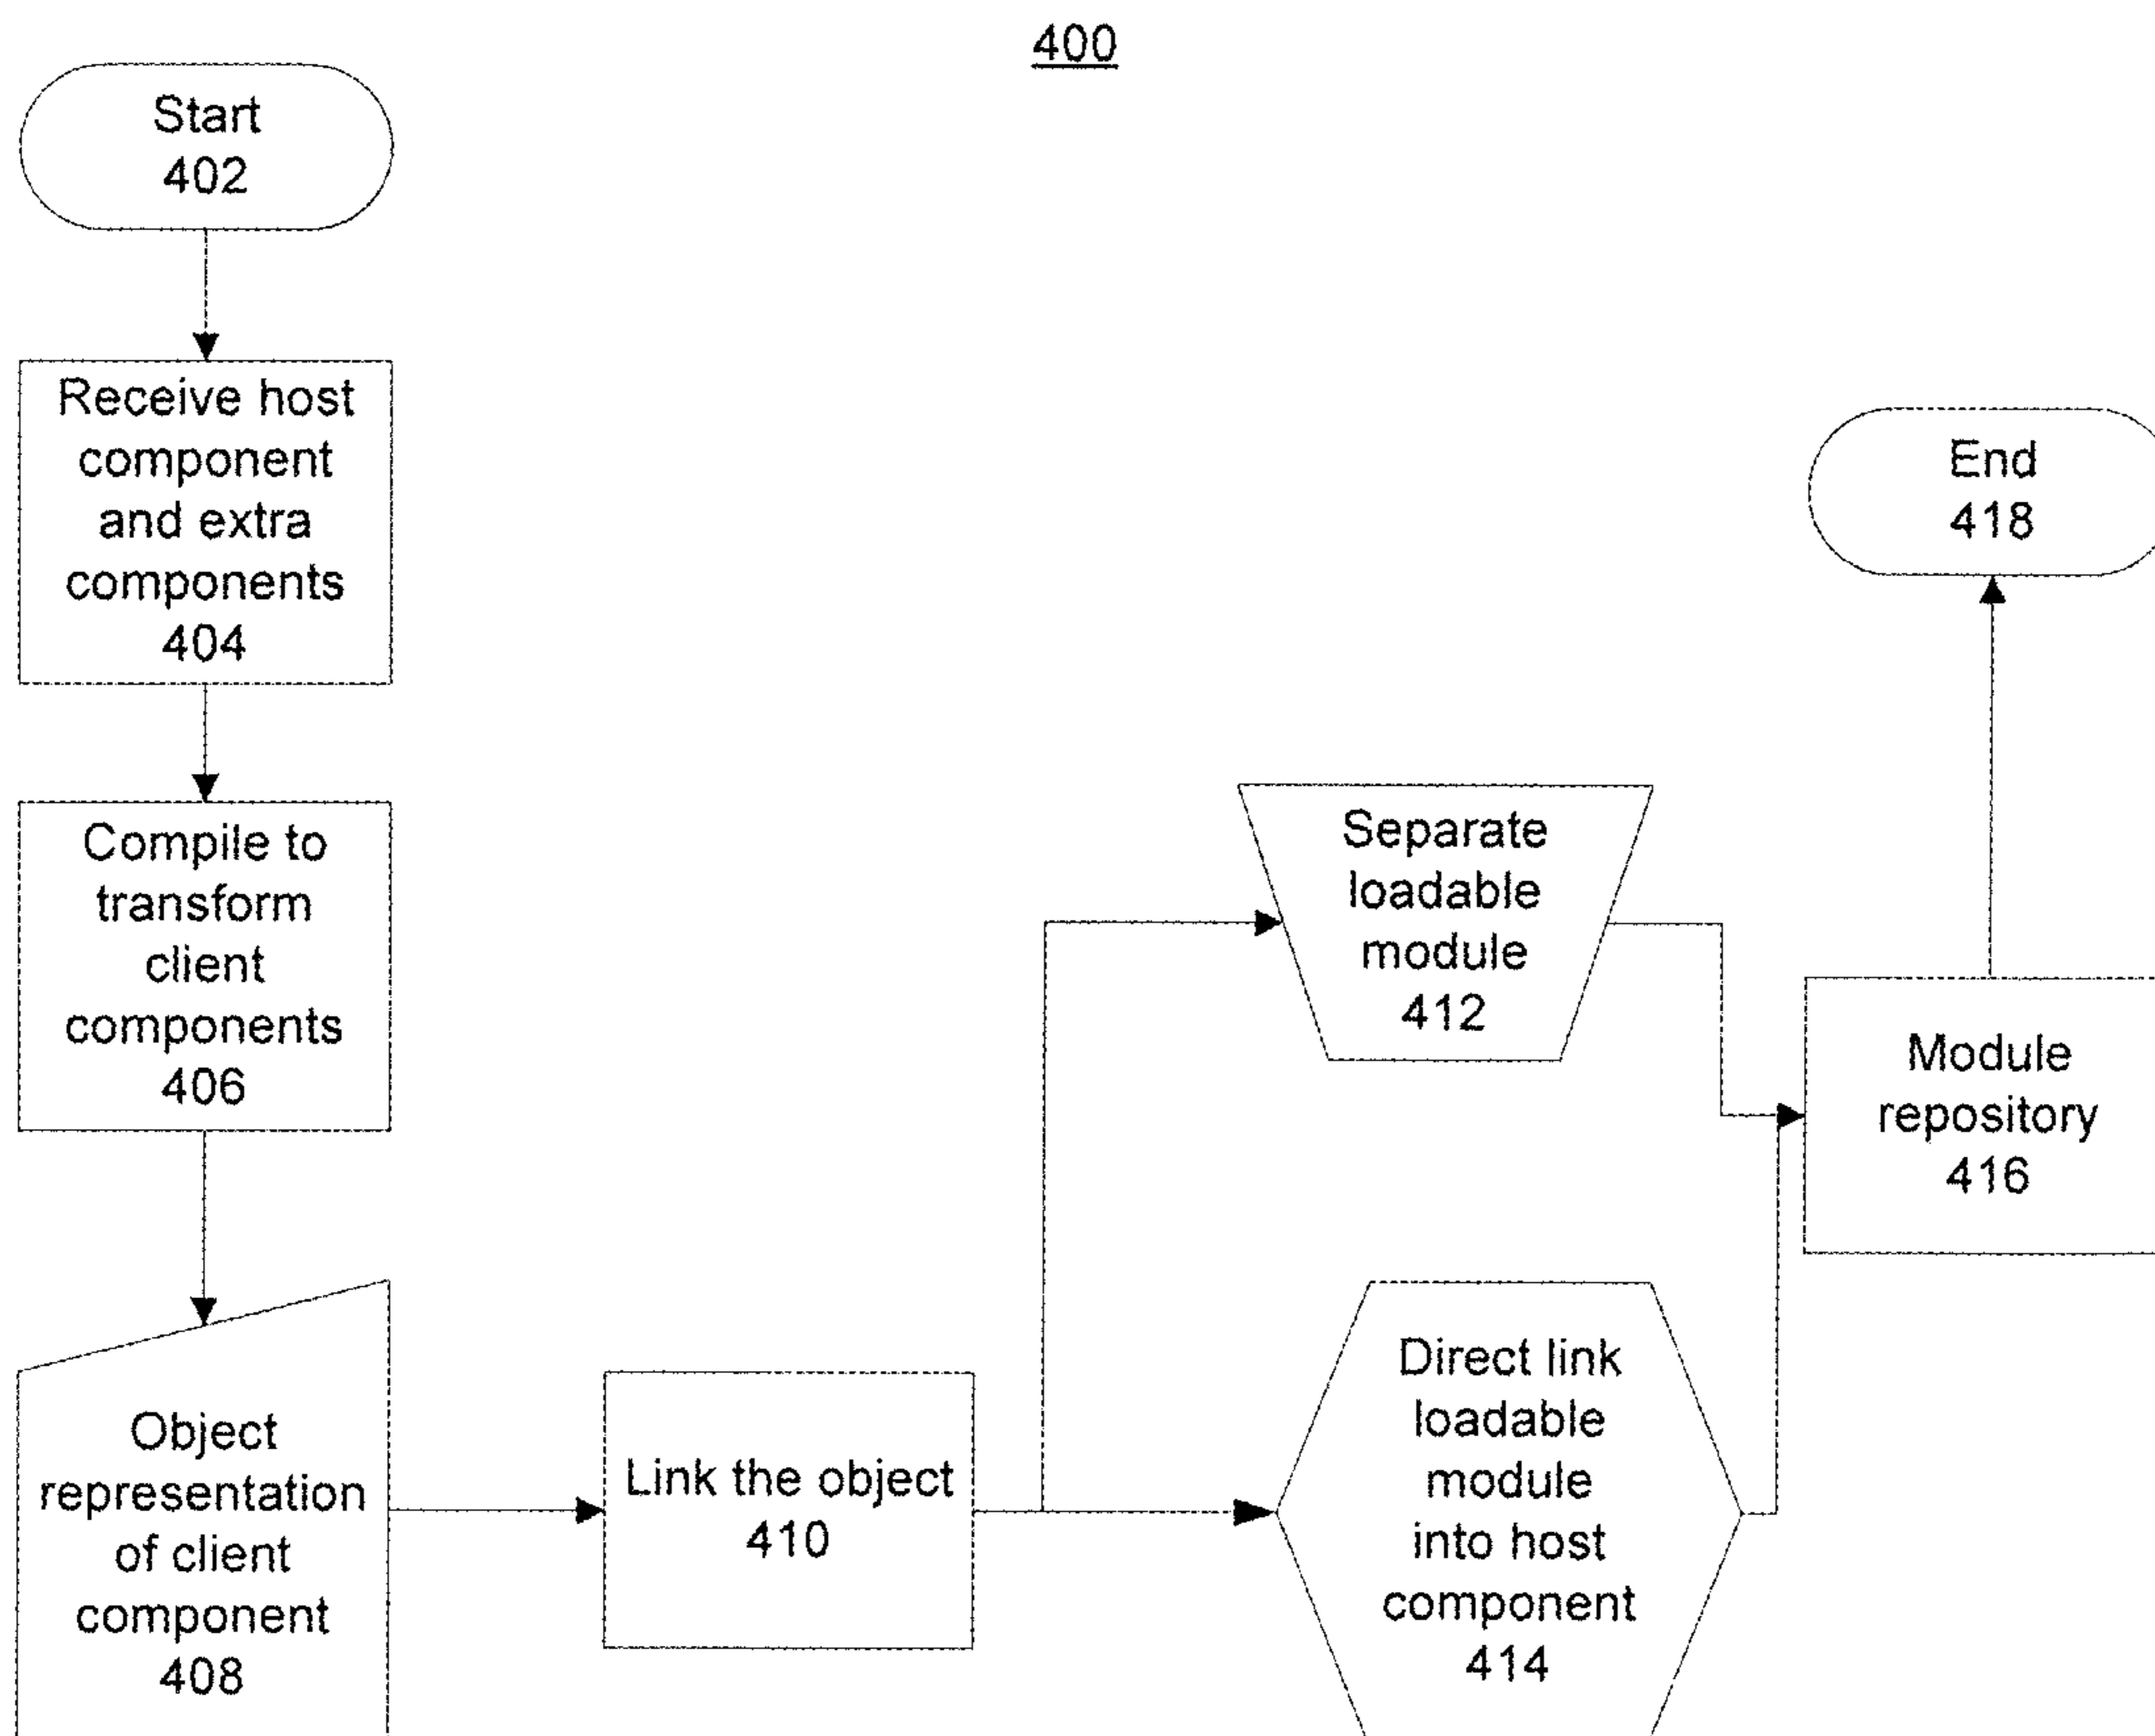 400
Start
402
Receive host
component
and extra
components
404
Compile to
transform
client
components
406
Object
representation
of client
component
408
Link the object
410
Separate
loadable
module
412
Direct link
loadable
module
into host
component
414
Module
repository
416
End
418